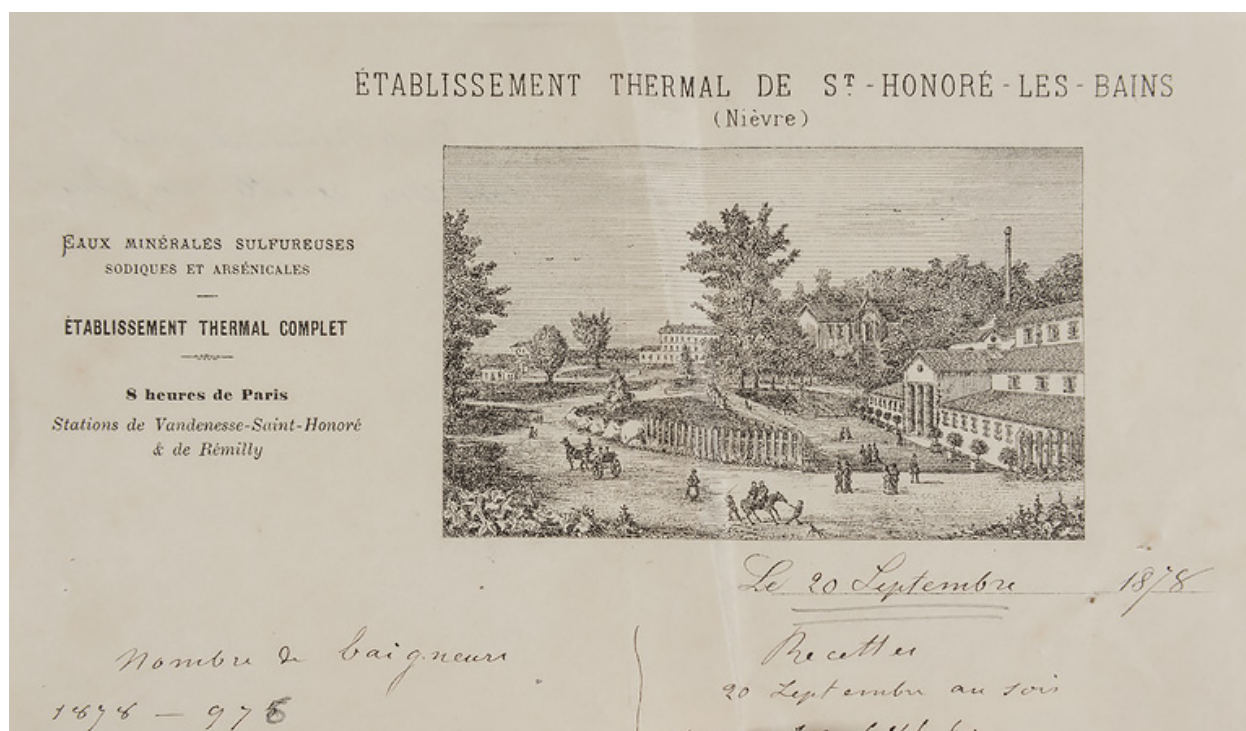 ÉTABLISSEMENT THERMAL DE ST-HONORÉ-LES-BAINS
(Nièvre)
EAUX MINÉRALES SULFUREUSES
SODIQUES ET ARSÉNICALES
ÉTABLISSEMENT THERMAL COMPLET
8 heures de Paris
Stations de Vandenesse-Saint-Honoré
& de Rémilly
Le 20 Septembre 1878
Nombre de baigneurs
1878 — 975
Recettes
20 Septembre au soir